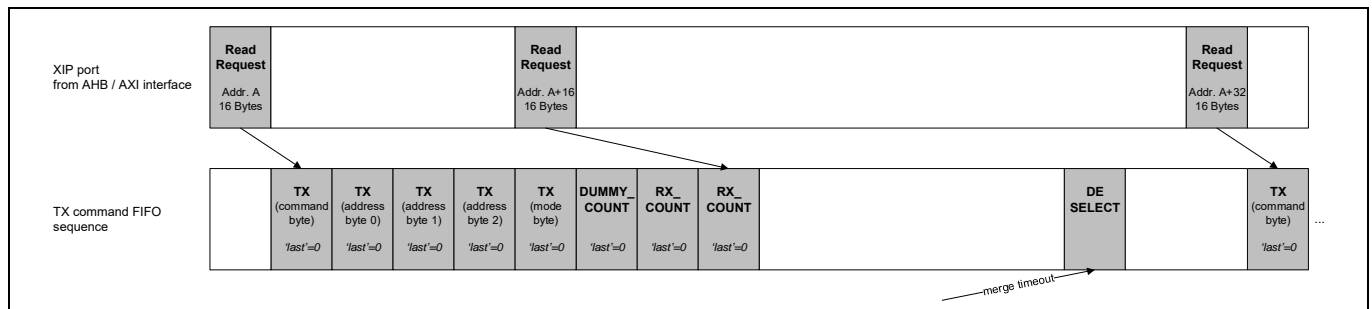 XIP port
from AHB / AXI interface
Read
Request
Addr. A
16 Bytes
Read
Request
Addr. A+16
16 Bytes
Read
Request
Addr. A+32
16 Bytes
TX command FIFO
sequence
TX
(command
byte)
'last'=0
TX
(address
byte 0)
'last'=0
TX
(address
byte 1)
'last'=0
TX
(address
byte 2)
'last'=0
TX
(mode
byte)
'last'=0
DUMMY_
COUNT
'last'=0
RX_
COUNT
'last'=0
RX_
COUNT
'last'=0
DE
SELECT
TX
(command
byte)
'last'=0
...
merge timeout